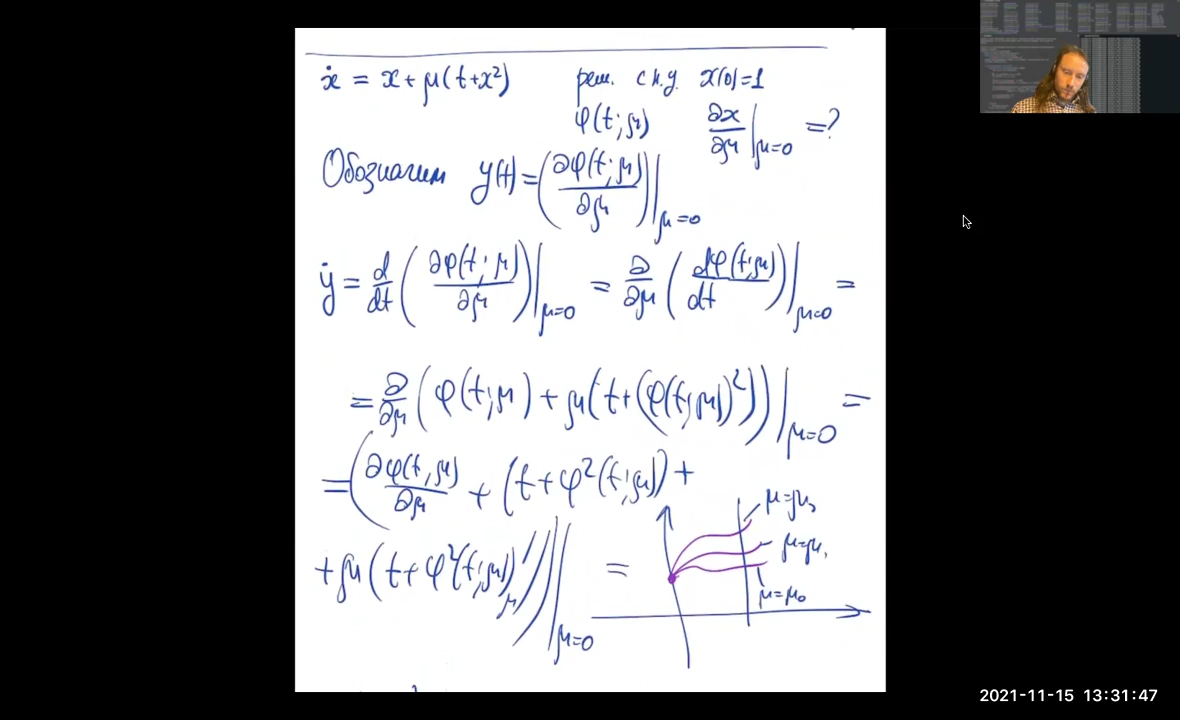 ẋ = x + μ(t+x²) реш. с н.у. x(0)=1
φ(t;μ) ∂x/∂μ |μ=0 =?
Обозначим y(t) = (∂φ(t;μ)/∂μ)|μ=0
ẏ = d/dt (∂φ(t;μ)/∂μ)|μ=0 = ∂/∂μ (dφ(t;μ)/dt)|μ=0 =
= ∂/∂μ (φ(t;μ) + μ(t+(φ(t;μ))²))|μ=0 =
= (∂φ(t,μ)/∂μ + (t+φ²(t;μ)) +
+ μ(t+φ²(t;μ))'μ)|μ=0 =
μ=μ₂
μ=μ₁
μ=μ₀
2021-11-15 13:31:47